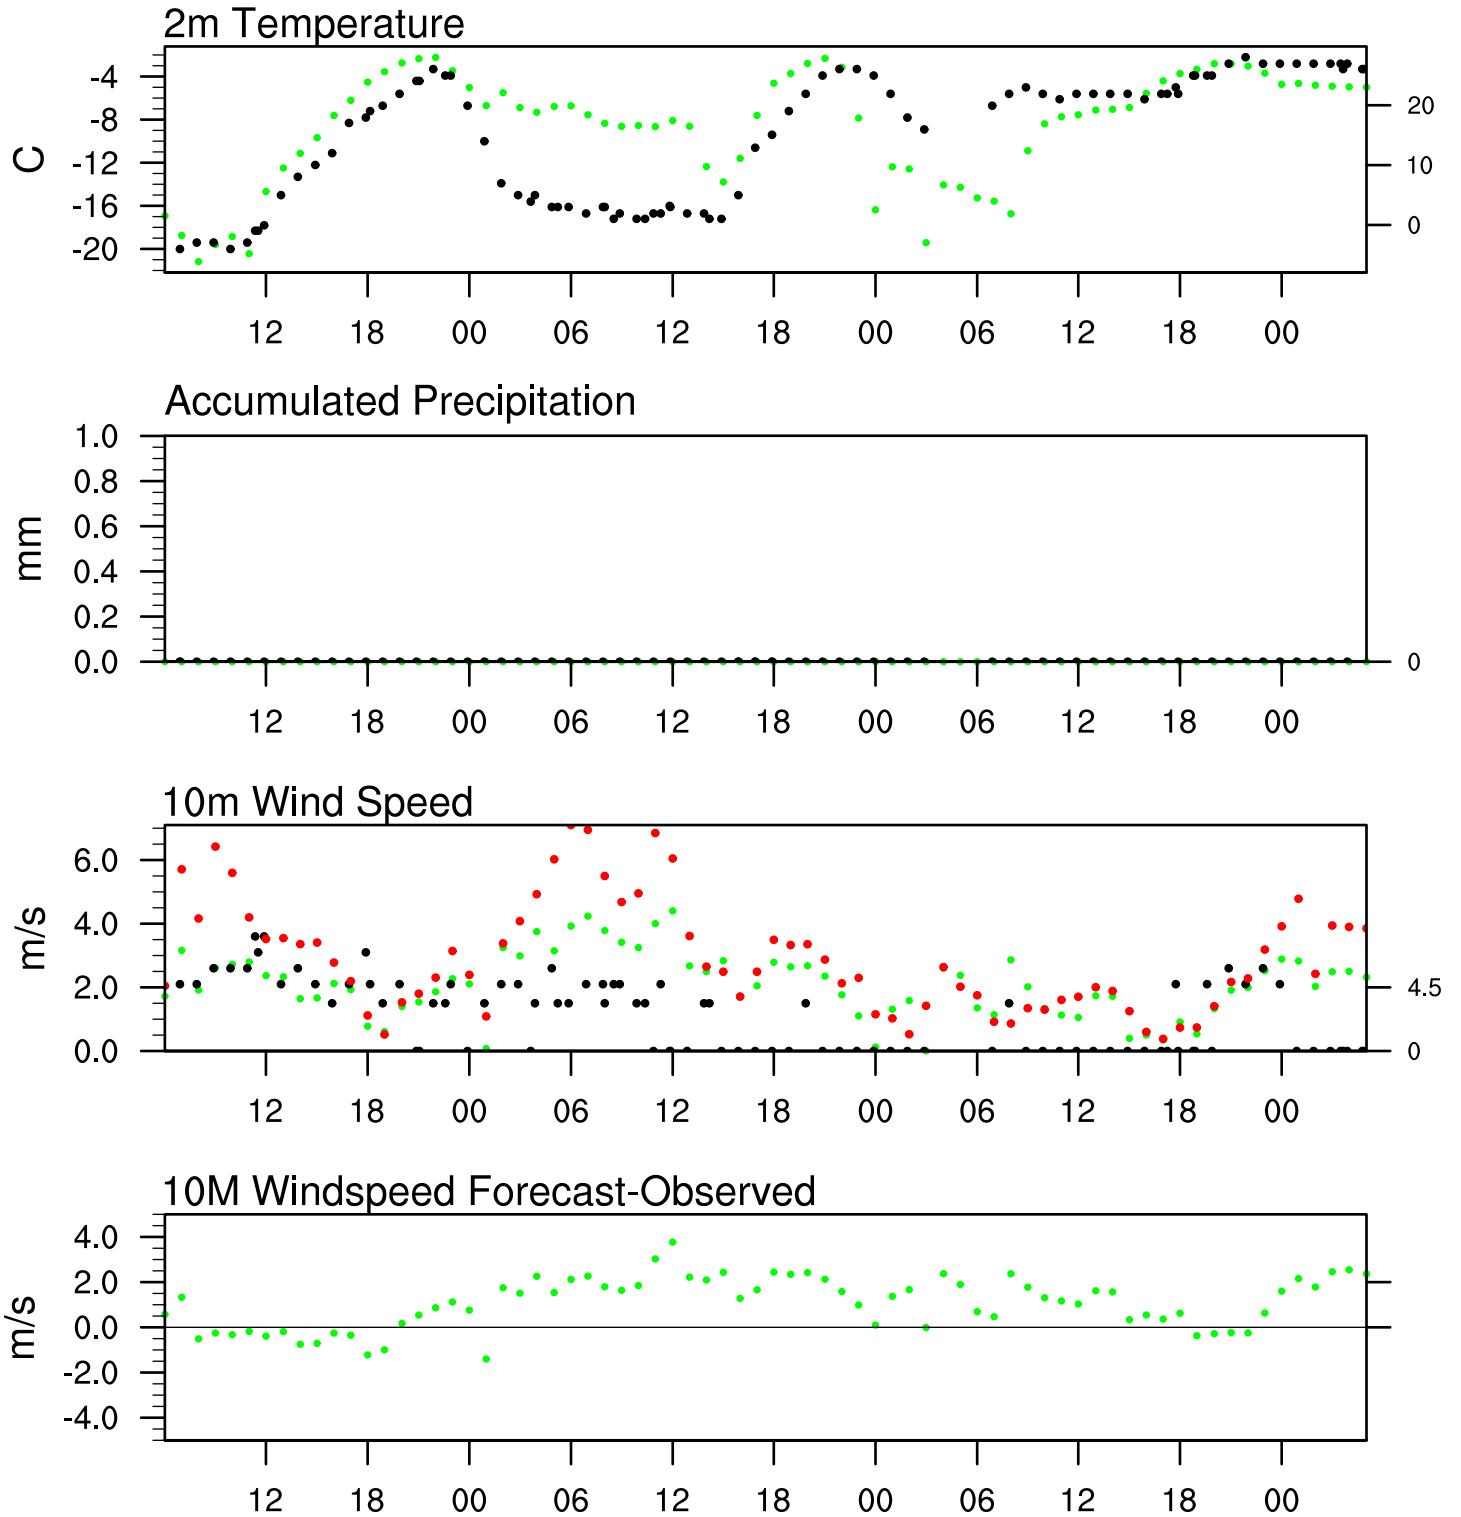 2m Temperature
-4
-8
-12
-16
-20
C
20
10
0
12 18 00 06 12 18 00 06 12 18 00
Accumulated Precipitation
1.0
0.8
0.6
0.4
0.2
0.0
mm
0
12 18 00 06 12 18 00 06 12 18 00
10m Wind Speed
6.0
4.0
2.0
0.0
m/s
4.5
0
12 18 00 06 12 18 00 06 12 18 00
10M Windspeed Forecast-Observed
4.0
2.0
0.0
-2.0
-4.0
m/s
12 18 00 06 12 18 00 06 12 18 00